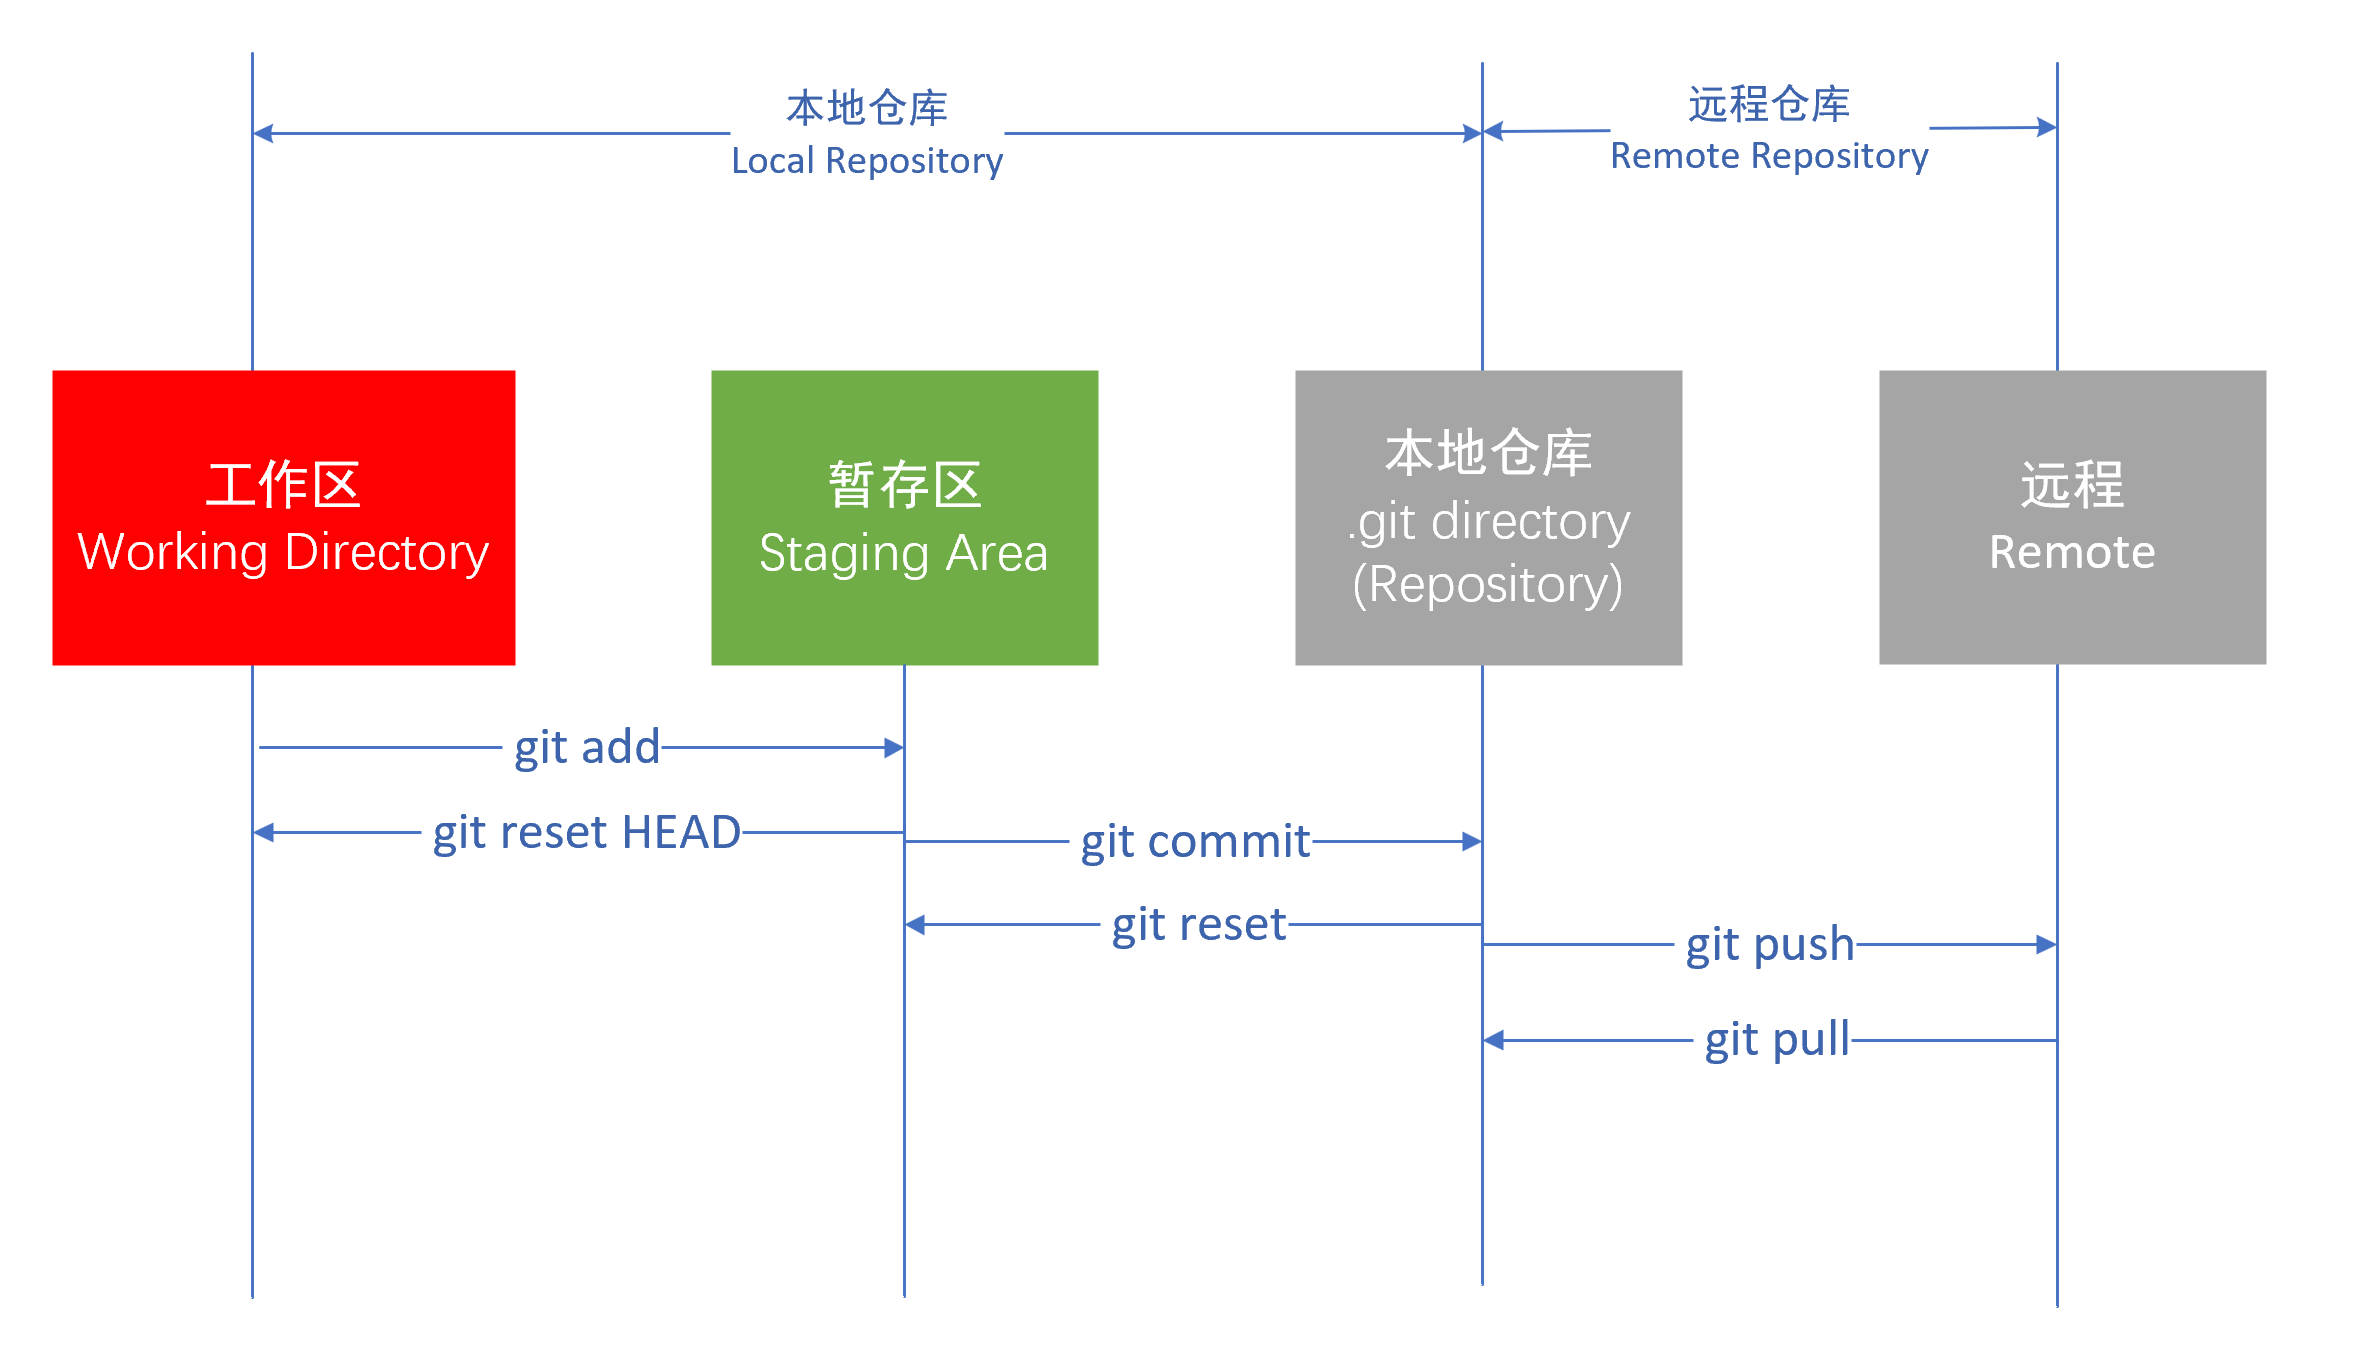 本地仓库
Local Repository
远程仓库
Remote Repository
工作区
Working Directory
暂存区
Staging Area
本地仓库
.git directory
(Repository)
远程
Remote
git add
git reset HEAD
git commit
git reset
git push
git pull